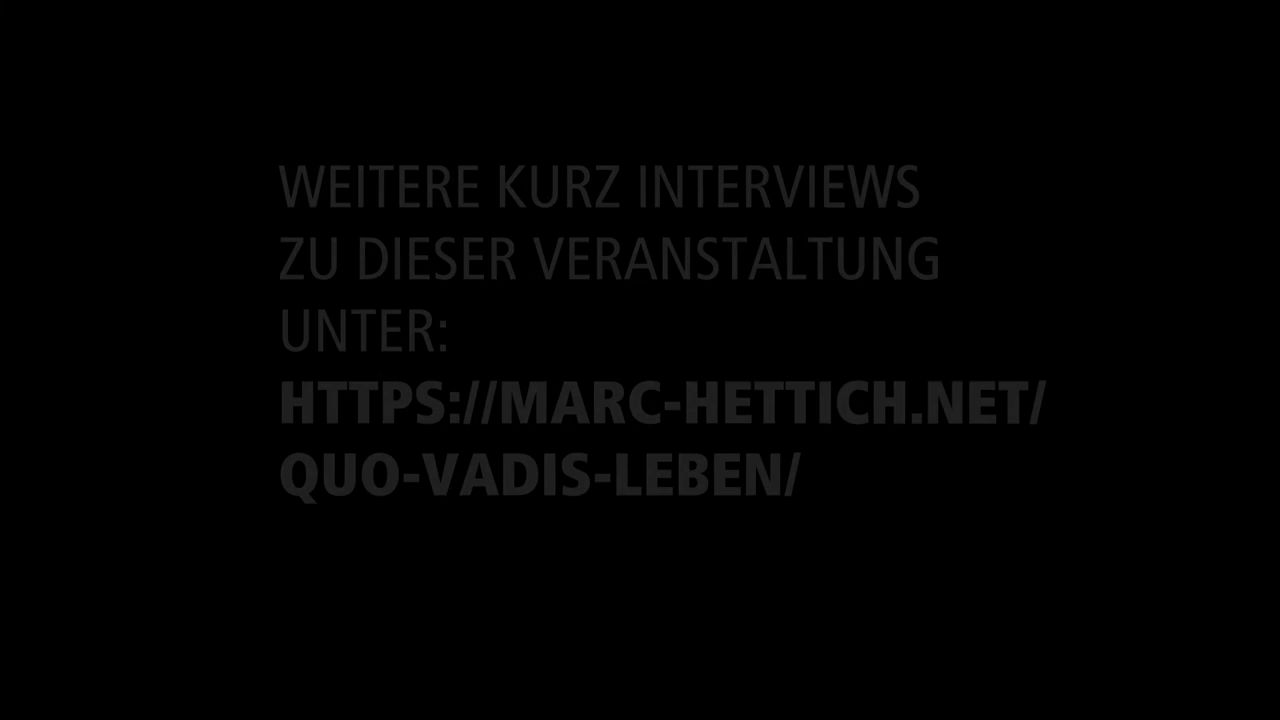 WEITERE KURZ INTERVIEWS
ZU DIESER VERANSTALTUNG
UNTER:
HTTPS://MARC-HETTICH.NET/
QUO-VADIS-LEBEN/